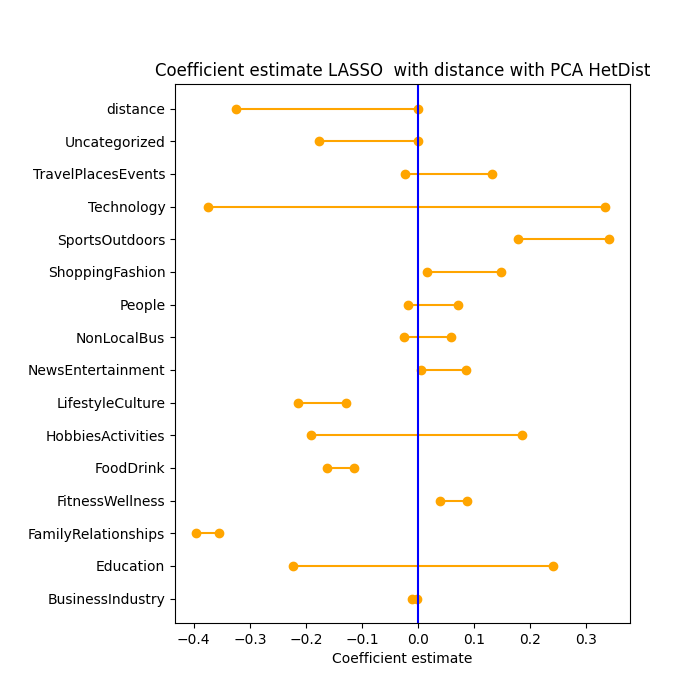 Coefficient estimate LASSO  with distance with PCA HetDist
distance
Uncategorized
TravelPlacesEvents
Technology
SportsOutdoors
ShoppingFashion
People
NonLocalBus
NewsEntertainment
LifestyleCulture
HobbiesActivities
FoodDrink
FitnessWellness
FamilyRelationships
Education
BusinessIndustry
−0.4 −0.3 −0.2 −0.1 0.0 0.1 0.2 0.3
Coefficient estimate